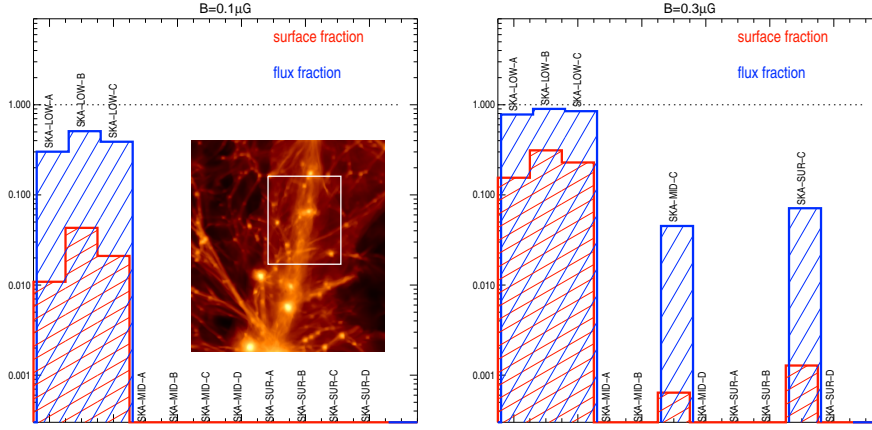 B=0.1μG
surface fraction
flux fraction
1.000
0.100
0.010
0.001
SKA-LOW-A
SKA-LOW-B
SKA-LOW-C
SKA-MID-A
SKA-MID-B
SKA-MID-C
SKA-MID-D
SKA-SUR-A
SKA-SUR-B
SKA-SUR-C
SKA-SUR-D
B=0.3μG
surface fraction
flux fraction
1.000
0.100
0.010
0.001
SKA-LOW-A
SKA-LOW-B
SKA-LOW-C
SKA-MID-A
SKA-MID-B
SKA-MID-C
SKA-MID-D
SKA-SUR-A
SKA-SUR-B
SKA-SUR-C
SKA-SUR-D